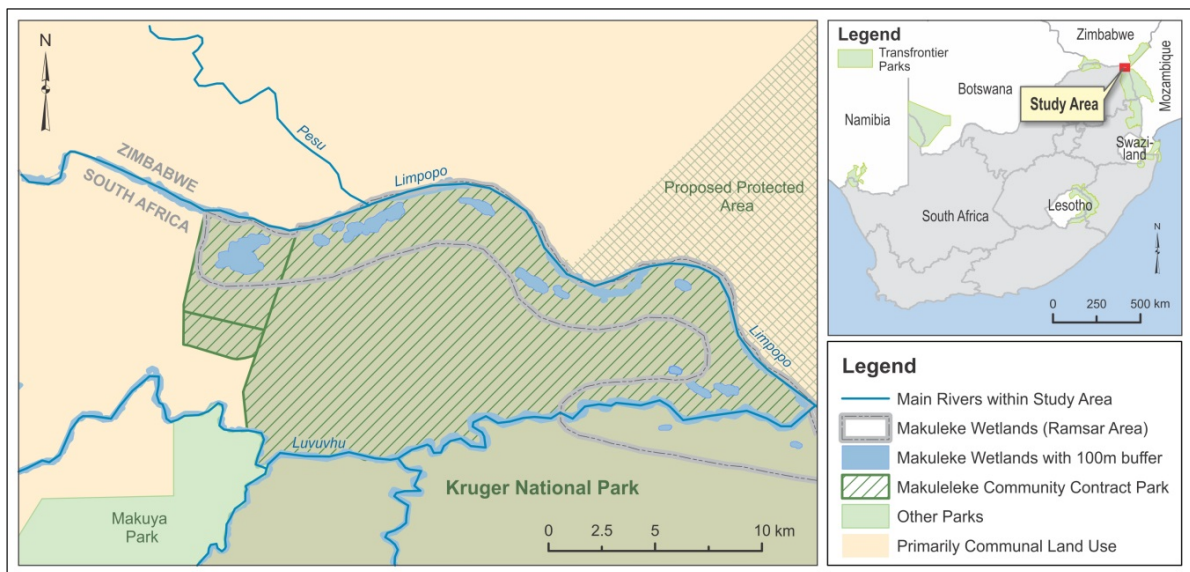 N
Pesu
ZIMBABWE
SOUTH AFRICA
Limpopo
Proposed Protected
Area
Limpopo
Luvuvhu
Kruger National Park
Makuya
Park
0 2.5 5 10 km
Legend
Transfrontier
Parks
Zimbabwe
Mozambique
Botswana
Study Area
Namibia
Swazi-
land
Lesotho
South Africa
N
0 250 500 km
Legend
Main Rivers within Study Area
Makuleke Wetlands (Ramsar Area)
Makuleke Wetlands with 100m buffer
Makuleleke Community Contract Park
Other Parks
Primarily Communal Land Use